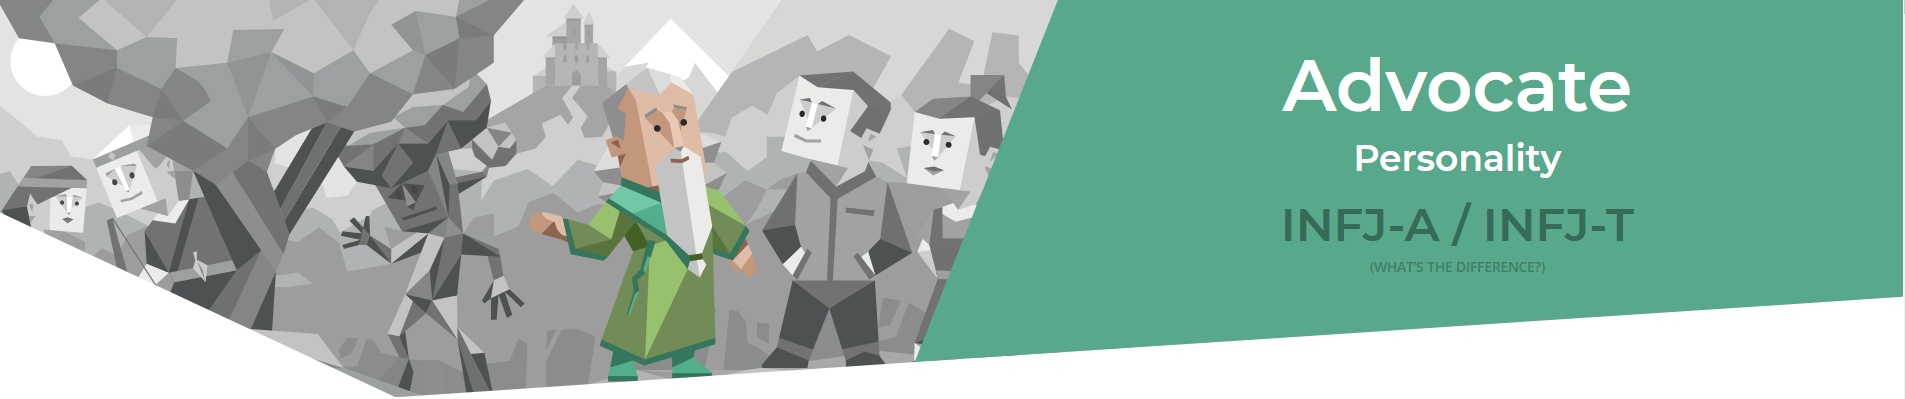 Advocate
Personality
INFJ-A / INFJ-T
(WHAT'S THE DIFFERENCE?)